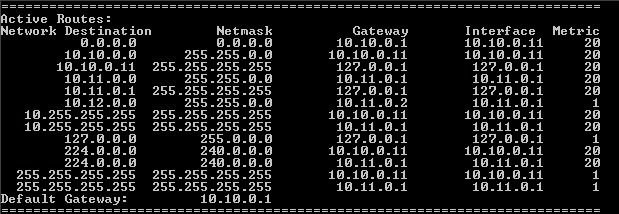 ===========================================================================
Active Routes:
Network Destination        Netmask          Gateway       Interface  Metric
          0.0.0.0          0.0.0.0        10.10.0.1      10.10.0.11      20
        10.10.0.0      255.255.0.0       10.10.0.11      10.10.0.11      20
       10.10.0.11  255.255.255.255        127.0.0.1       127.0.0.1      20
        10.11.0.0      255.255.0.0        10.11.0.1       10.11.0.1      20
        10.11.0.1  255.255.255.255        127.0.0.1       127.0.0.1      20
        10.12.0.0      255.255.0.0        10.11.0.2       10.11.0.1       1
   10.255.255.255  255.255.255.255       10.10.0.11      10.10.0.11      20
   10.255.255.255  255.255.255.255        10.11.0.1       10.11.0.1      20
        127.0.0.0        255.0.0.0        127.0.0.1       127.0.0.1       1
        224.0.0.0        240.0.0.0       10.10.0.11      10.10.0.11      20
        224.0.0.0        240.0.0.0        10.11.0.1       10.11.0.1      20
  255.255.255.255  255.255.255.255       10.10.0.11      10.10.0.11       1
  255.255.255.255  255.255.255.255        10.11.0.1       10.11.0.1       1
Default Gateway:         10.10.0.1
===========================================================================